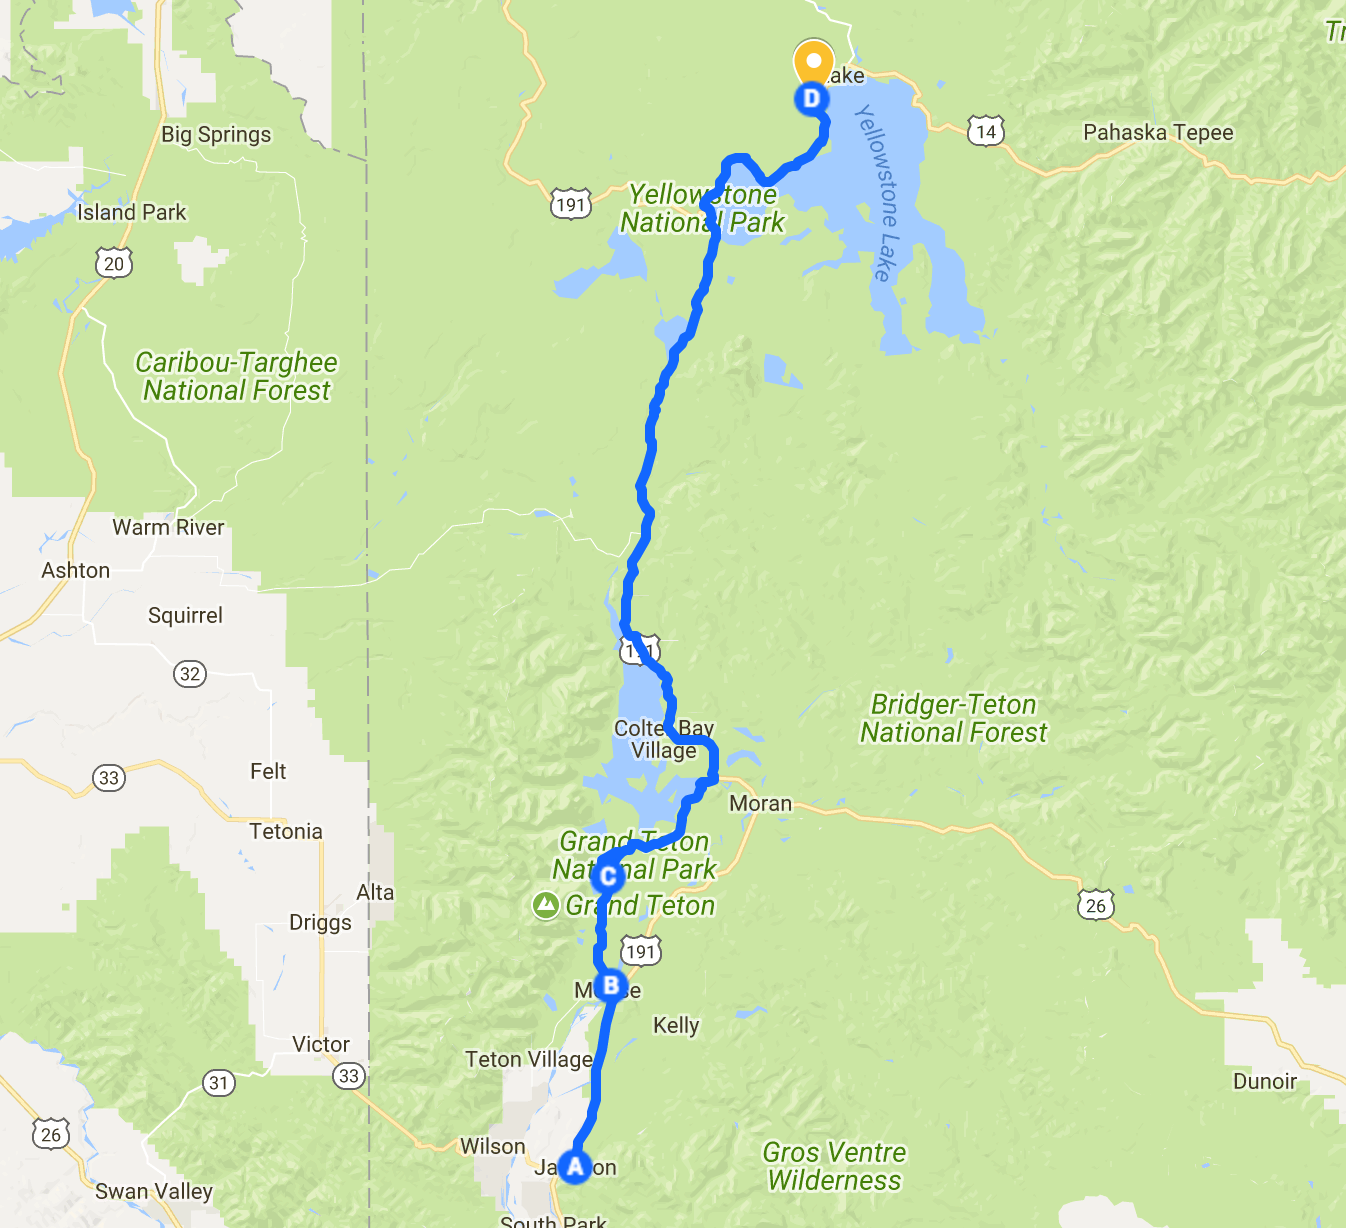 Lake
D
14
Pahaska Tepee
Big Springs
Yellowstone Lake
Island Park
191
Yellowstone
National Park
20
Caribou-Targhee
National Forest
Warm River
Ashton
Squirrel
32
191
Bridger-Teton
National Forest
Colter Bay
Village
33
Felt
Moran
Tetonia
Grand Teton
National Park
C
Alta
Grand Teton
26
Driggs
191
B
Moose
Kelly
Victor
Teton Village
31
33
Dunoir
26
Wilson
Gros Ventre
Wilderness
A
Jackson
Swan Valley
South Park